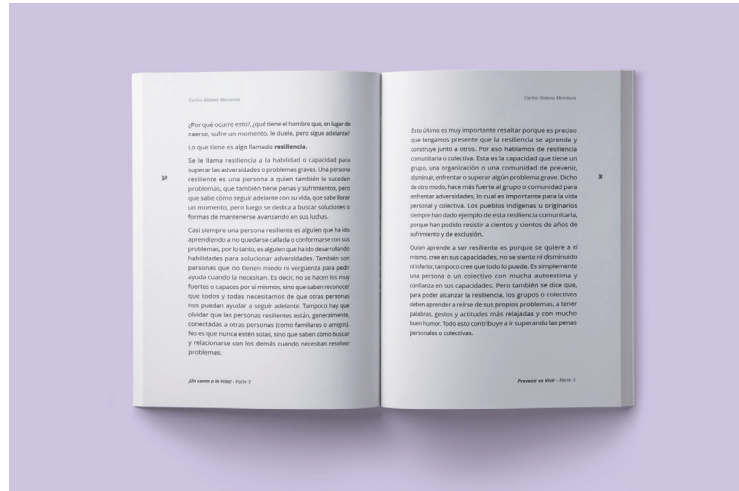 Carlos Aldana Mendoza
¿Por qué ocurre esto?, ¿qué tiene el hombre que, en lugar de
caerse, sufre un momento, le duele, pero sigue adelante?
Lo que tiene es algo llamado resiliencia.
Se le llama resiliencia a la habilidad o capacidad para
superar las adversidades o problemas graves. Una persona
resiliente es una persona a quien también le suceden
problemas, que también tiene penas y sufrimientos, pero
que sabe cómo seguir adelante con su vida, que sabe llorar
un momento, pero luego se dedica a buscar soluciones o
formas de mantenerse avanzando en sus luchas.
Casi siempre una persona resiliente es alguien que ha ido
aprendiendo a no quedarse callada o conformarse con sus
problemas, por lo tanto, es alguien que ha ido desarrollando
habilidades para solucionar adversidades. También son
personas que no tienen miedo ni vergüenza para pedir
ayuda cuando la necesitan. Es decir, no se hacen los muy
fuertes o capaces por sí mismos, sino que saben reconocer
que todos y todas necesitamos de que otras personas
nos puedan ayudar a seguir adelante. Tampoco hay que
olvidar que las personas resilientes están, generalmente,
conectadas a otras personas (como familiares o amigos).
No es que nunca estén solas, sino que saben cómo buscar
y relacionarse con los demás cuando necesitan resolver
problemas.
¡Un canto a la Vida! - Parte 3
Carlos Aldana Mendoza
Esto último es muy importante resaltar porque es preciso
que tengamos presente que la resiliencia se aprende y
construye junto a otros. Por eso hablamos de resiliencia
comunitaria o colectiva. Esta es la capacidad que tiene un
grupo, una organización o una comunidad de prevenir,
disminuir, enfrentar o superar algún problema grave. Dicho
de otro modo, hace más fuerte al grupo o comunidad para
enfrentar adversidades, lo cual es importante para la vida
personal y colectiva. Los pueblos indígenas u originarios
siempre han dado ejemplo de esta resiliencia comunitaria,
porque han podido resistir a cientos y cientos de años de
sufrimiento y de exclusión.
Quien aprende a ser resiliente es porque se quiere a sí
mismo, cree en sus capacidades, no se siente ni disminuido
ni inferior, tampoco cree que todo lo puede. Es simplemente
una persona o un colectivo con mucha autoestima y
confianza en sus capacidades. Pero también se dice que,
para poder alcanzar la resiliencia, los grupos o colectivos
deben aprender a reírse de sus propios problemas, a tener
palabras, gestos y actitudes más relajadas y con mucho
buen humor. Todo esto contribuye a ir superando las penas
personales o colectivas.
Prevenir es Vivir - Parte 3